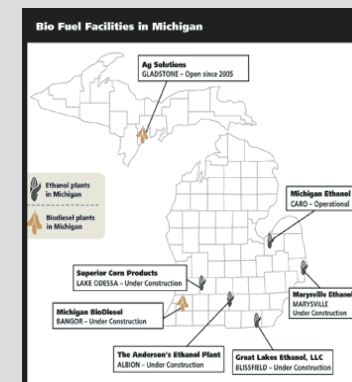 Bio Fuel Facilities in Michigan
Ag Solutions
GLADSTONE – Open since 2005
Ethanol plants
in Michigan
Biodiesel plants
in Michigan
Michigan Ethanol
CARO – Operational
Superior Corn Products
LAKE ODESSA – Under Construction
Marysville Ethanol
MARYSVILLE
Under Construction
Michigan BioDiesel
BANGOR – Under Construction
The Anderson's Ethanol Plant
ALBION – Under Construction
Great Lakes Ethanol, LLC
BLISSFIELD – Under Construction